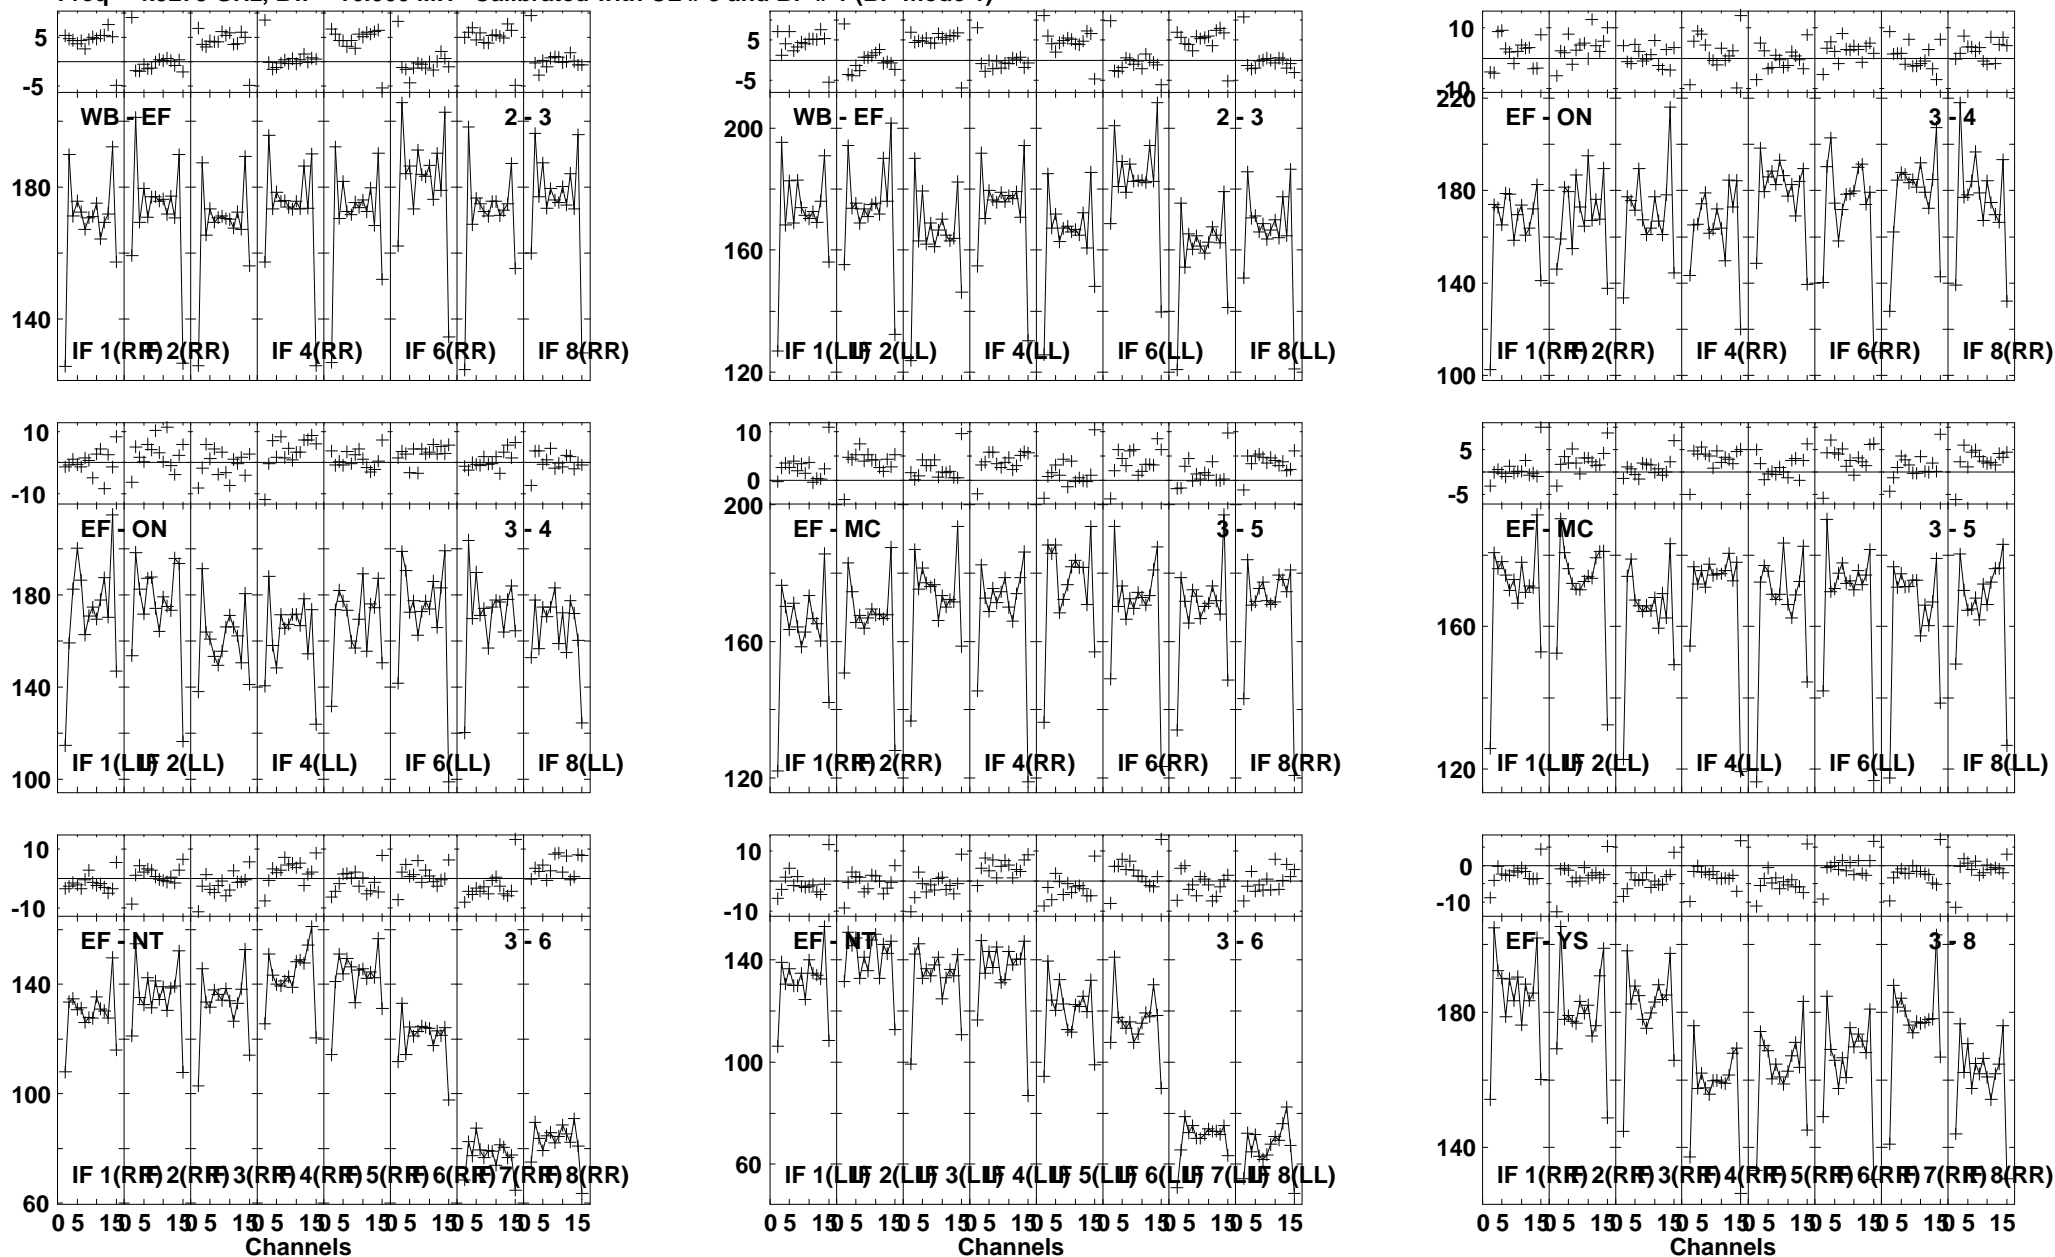 5
0
-5
WB - EF 2 - 3
180
140
IF 1(RR) IF 2(RR) IF 4(RR) IF 6(RR) IF 8(RR)
5
-5
WB - EF 2 - 3
200
160
120
IF 1(LL) IF 2(LL) IF 4(LL) IF 6(LL) IF 8(LL)
10
-10
EF - ON 3 - 4
220
180
140
100
IF 1(RR) IF 2(RR) IF 4(RR) IF 6(RR) IF 8(RR)
10
-10
EF - ON 3 - 4
180
140
100
IF 1(LL) IF 2(LL) IF 4(LL) IF 6(LL) IF 8(LL)
10
0
EF - MC 3 - 5
200
160
120
IF 1(RR) IF 2(RR) IF 4(RR) IF 6(RR) IF 8(RR)
5
-5
EF - MC 3 - 5
160
120
IF 1(LL) IF 2(LL) IF 4(LL) IF 6(LL) IF 8(LL)
10
-10
EF - NT 3 - 6
140
100
60
IF 1(RR) IF 2(RR) IF 3(RR) IF 4(RR) IF 5(RR) IF 6(RR) IF 7(RR) IF 8(RR)
0 5 15 0 5 15 0 5 15 0 5 15 0 5 15 0 5 15 0 5 15 0 5 15
Channels
10
-10
EF - NT 3 - 6
140
100
60
IF 1(LL) IF 2(LL) IF 3(LL) IF 4(LL) IF 5(LL) IF 6(LL) IF 7(LL) IF 8(LL)
0 5 15 0 5 15 0 5 15 0 5 15 0 5 15 0 5 15 0 5 15 0 5 15
Channels
0
-10
EF - YS 3 - 8
180
140
IF 1(RR) IF 2(RR) IF 3(RR) IF 4(RR) IF 5(RR) IF 6(RR) IF 7(RR) IF 8(RR)
0 5 15 0 5 15 0 5 15 0 5 15 0 5 15 0 5 15 0 5 15 0 5 15
Channels